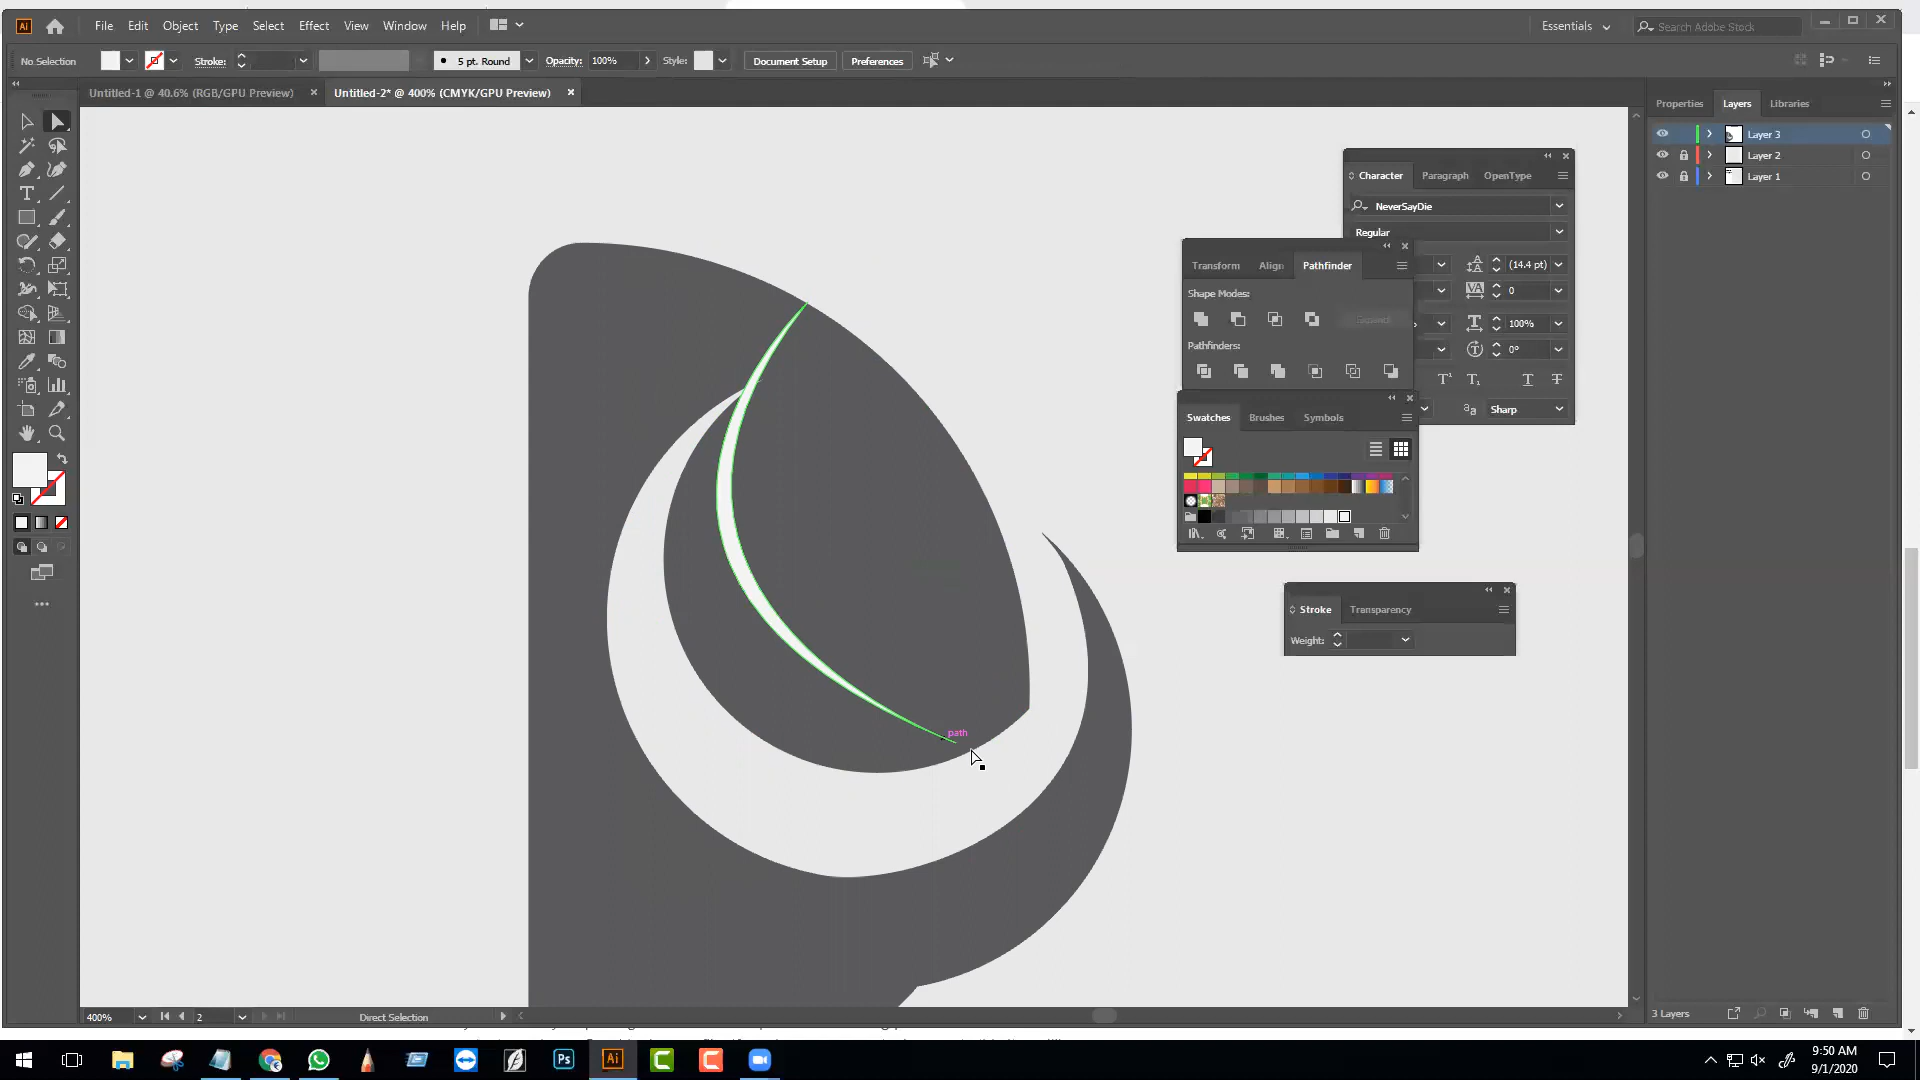 Ai File Edit Object Type Select Effect View Window Help Essentials Search Adobe Stock
No Selection Stroke: 5 pt. Round Opacity: 100% Style: Document Setup Preferences
Untitled-1 @ 40.6% (RGB/GPU Preview) Untitled-2* @ 400% (CMYK/GPU Preview)
Properties Layers Libraries
Layer 3
Layer 2
Layer 1
Character Paragraph OpenType
NeverSayDie
Regular
(14.4 pt)
0
100%
0°
Sharp
Transform Align Pathfinder
Shape Modes:
Expand
Pathfinders:
Swatches Brushes Symbols
Stroke Transparency
Weight:
path
400% 2 Direct Selection
3 Layers
Ps Ai
9:50 AM
9/1/2020